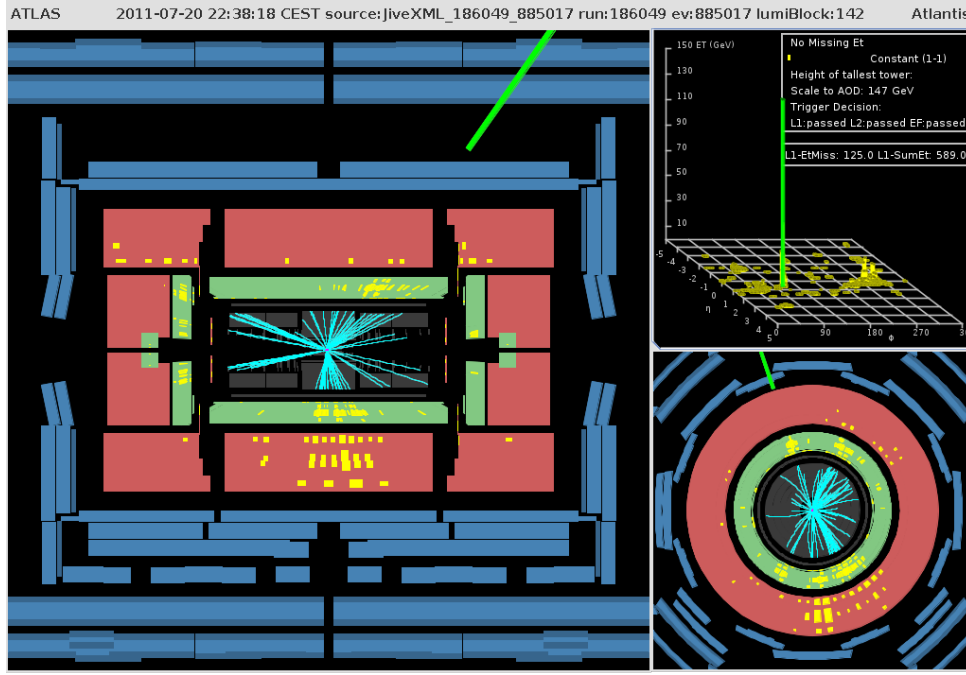 ATLAS 2011-07-20 22:38:18 CEST source:JiveXML_186049_885017 run:186049 ev:885017 lumiBlock:142 Atlantis
150 ET (GeV)
130
110
90
70
50
30
10
No Missing Et
Constant (1-1)
Height of tallest tower:
Scale to AOD: 147 GeV
Trigger Decision:
L1:passed L2:passed EF:passed
L1-EtMiss: 125.0 L1-SumEt: 589.0
-5 -4 -3 -2 -1 0 1 2 3 4 5
η
0 90 180 270
Φ